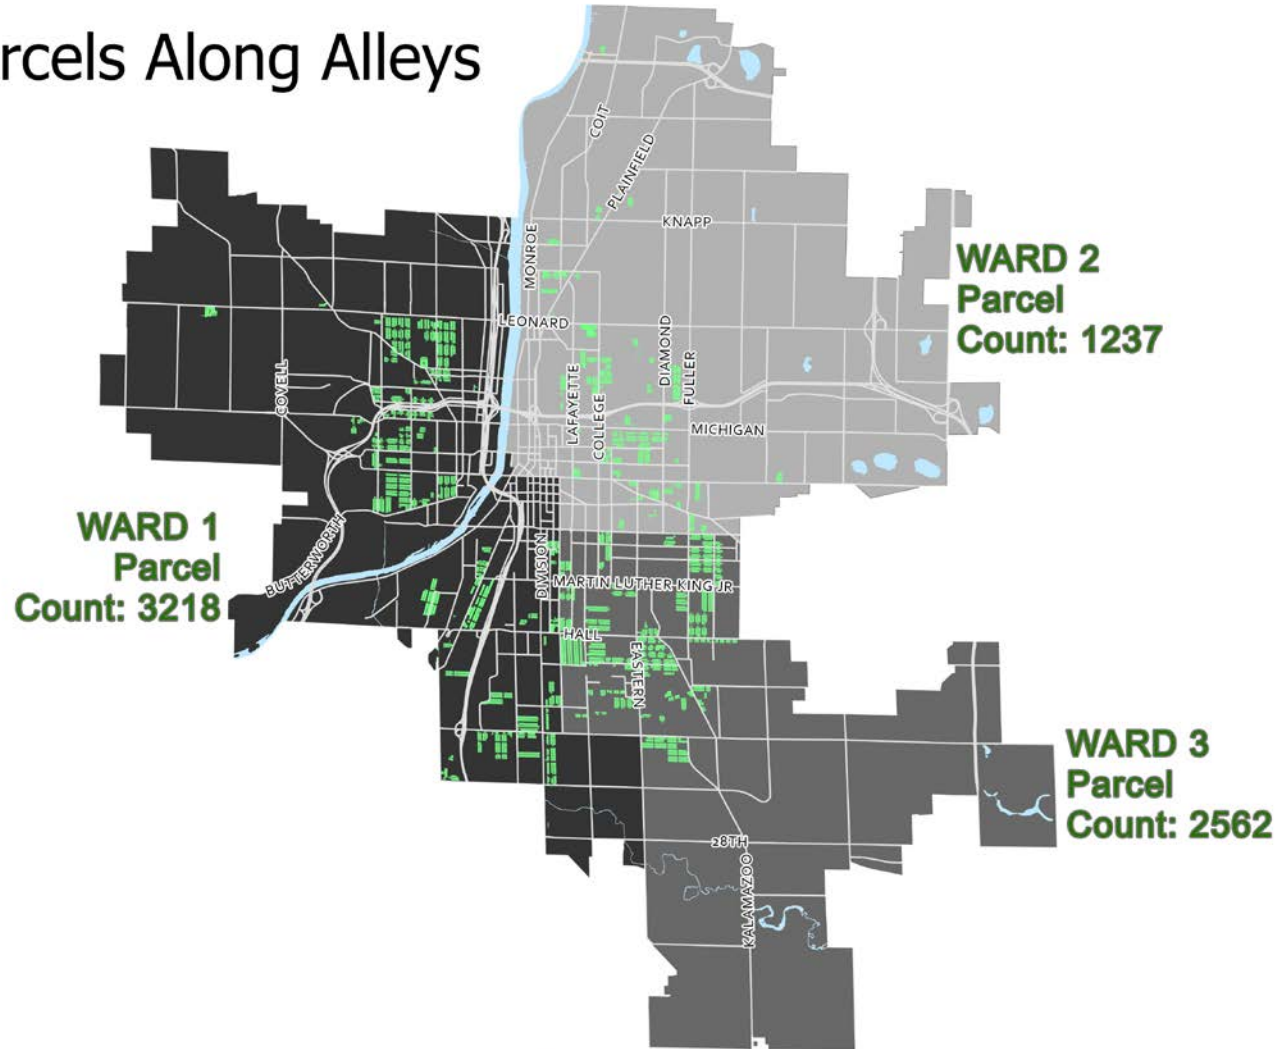 rcels Along Alleys
COIT
PLAINFIELD
KNAPP
MONROE
WARD 2
Parcel
Count: 1237
LEONARD
DIAMOND
FULLER
COVELL
LAFAYETTE
COLLEGE
MICHIGAN
WARD 1
Parcel
Count: 3218
BUTTERWORTH
DIVISION
MARTIN LUTHER KING JR
HALL
EASTERN
WARD 3
Parcel
Count: 2562
28TH
KALAMAZOO